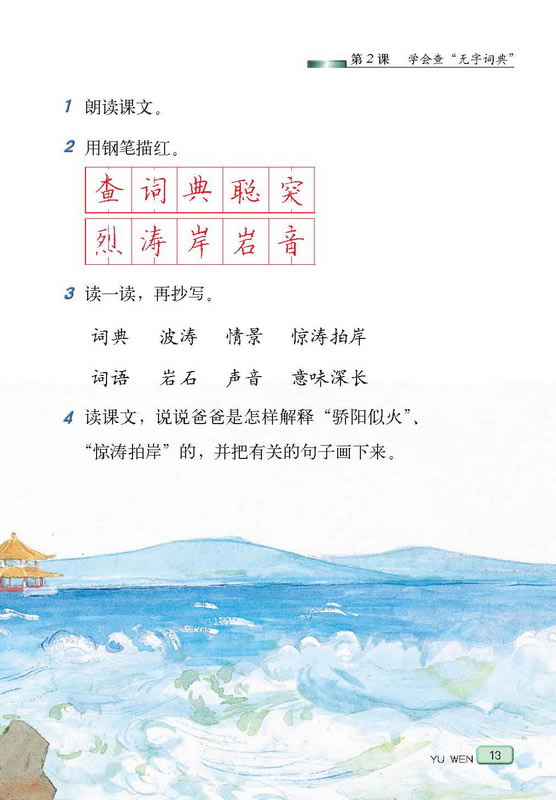 第2课 学会查“无字词典”
1 朗读课文。
2 用钢笔描红。
查词典聪突
烈涛岸岩音
3 读一读，再抄写。
词典 波涛 情景 惊涛拍岸
词语 岩石 声音 意味深长
4 读课文，说说爸爸是怎样解释“骄阳似火”、
“惊涛拍岸”的，并把有关的句子画下来。
YU WEN 13